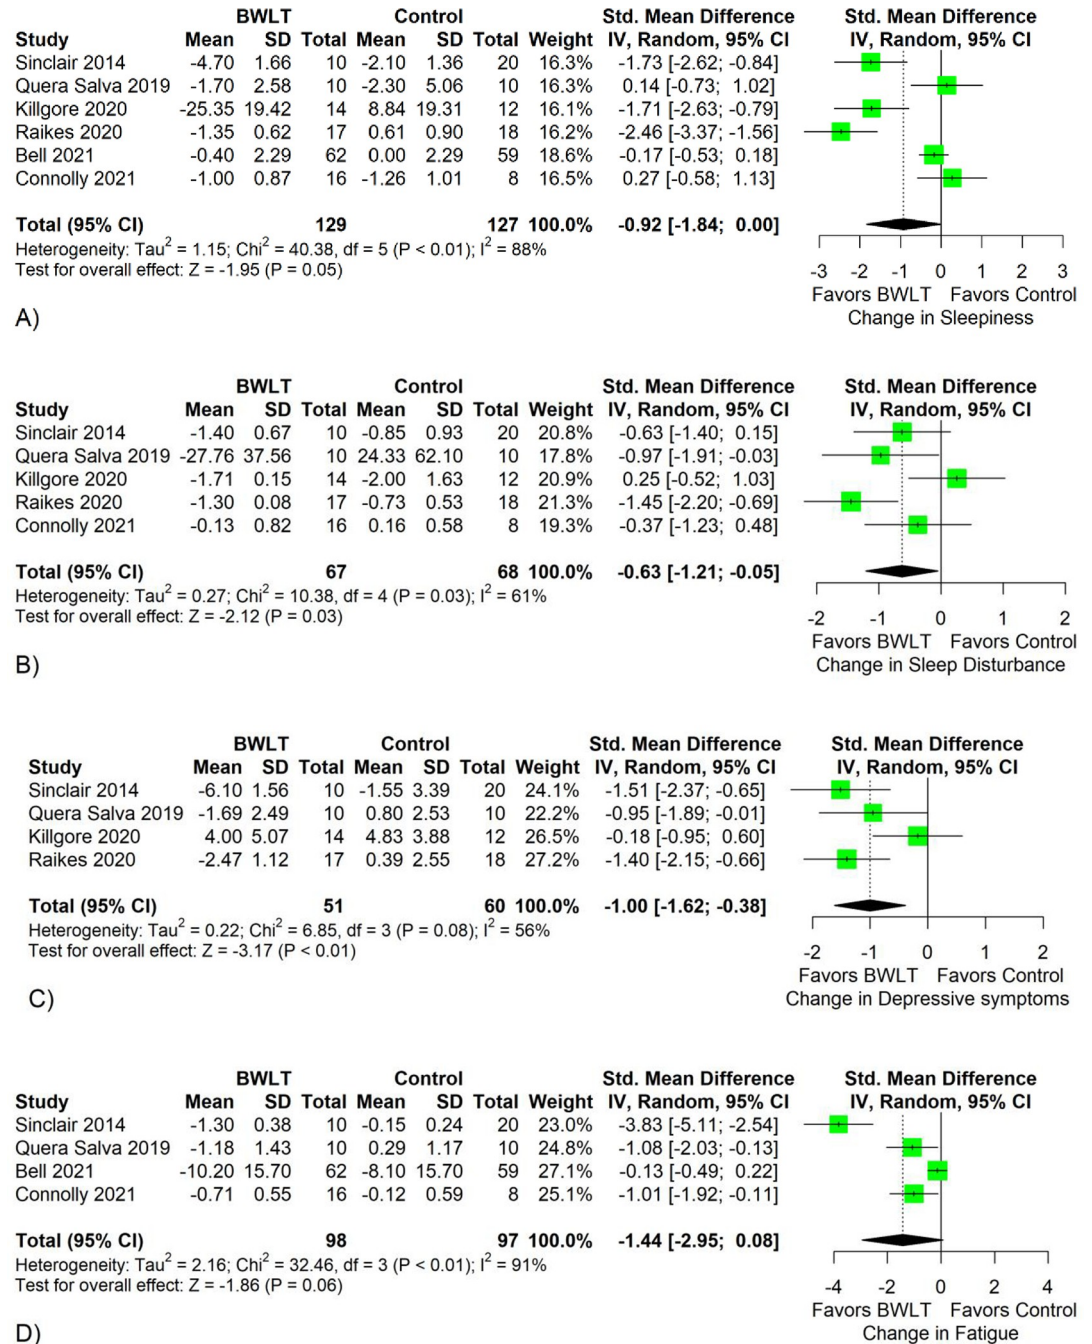 BWLT Control Std. Mean Difference Std. Mean Difference
Study Mean SD Total Mean SD Total Weight IV, Random, 95% CI IV, Random, 95% CI
Sinclair 2014 -4.70 1.66 10 -2.10 1.36 20 16.3% -1.73 [-2.62; -0.84]
Quera Salva 2019 -1.70 2.58 10 -2.30 5.06 10 16.3% 0.14 [-0.73; 1.02]
Killgore 2020 -25.35 19.42 14 8.84 19.31 12 16.1% -1.71 [-2.63; -0.79]
Raikes 2020 -1.35 0.62 17 0.61 0.90 18 16.2% -2.46 [-3.37; -1.56]
Bell 2021 -0.40 2.29 62 0.00 2.29 59 18.6% -0.17 [-0.53; 0.18]
Connolly 2021 -1.00 0.87 16 -1.26 1.01 8 16.5% 0.27 [-0.58; 1.13]
Total (95% CI) 129 127 100.0% -0.92 [-1.84; 0.00]
Heterogeneity: Tau² = 1.15; Chi² = 40.38, df = 5 (P < 0.01); I² = 88%
Test for overall effect: Z = -1.95 (P = 0.05)
-3 -2 -1 0 1 2 3
Favors BWLT Favors Control
Change in Sleepiness
A)
BWLT Control Std. Mean Difference Std. Mean Difference
Study Mean SD Total Mean SD Total Weight IV, Random, 95% CI IV, Random, 95% CI
Sinclair 2014 -1.40 0.67 10 -0.85 0.93 20 20.8% -0.63 [-1.40; 0.15]
Quera Salva 2019 -27.76 37.56 10 24.33 62.10 10 17.8% -0.97 [-1.91; -0.03]
Killgore 2020 -1.71 0.15 14 -2.00 1.63 12 20.9% 0.25 [-0.52; 1.03]
Raikes 2020 -1.30 0.08 17 -0.73 0.53 18 21.3% -1.45 [-2.20; -0.69]
Connolly 2021 -0.13 0.82 16 0.16 0.58 8 19.3% -0.37 [-1.23; 0.48]
Total (95% CI) 67 68 100.0% -0.63 [-1.21; -0.05]
Heterogeneity: Tau² = 0.27; Chi² = 10.38, df = 4 (P = 0.03); I² = 61%
Test for overall effect: Z = -2.12 (P = 0.03)
-2 -1 0 1 2
Favors BWLT Favors Control
Change in Sleep Disturbance
B)
BWLT Control Std. Mean Difference Std. Mean Difference
Study Mean SD Total Mean SD Total Weight IV, Random, 95% CI IV, Random, 95% CI
Sinclair 2014 -6.10 1.56 10 -1.55 3.39 20 24.1% -1.51 [-2.37; -0.65]
Quera Salva 2019 -1.69 2.49 10 0.80 2.53 10 22.2% -0.95 [-1.89; -0.01]
Killgore 2020 4.00 5.07 14 4.83 3.88 12 26.5% -0.18 [-0.95; 0.60]
Raikes 2020 -2.47 1.12 17 0.39 2.55 18 27.2% -1.40 [-2.15; -0.66]
Total (95% CI) 51 60 100.0% -1.00 [-1.62; -0.38]
Heterogeneity: Tau² = 0.22; Chi² = 6.85, df = 3 (P = 0.08); I² = 56%
Test for overall effect: Z = -3.17 (P < 0.01)
-2 -1 0 1 2
Favors BWLT Favors Control
Change in Depressive symptoms
C)
BWLT Control Std. Mean Difference Std. Mean Difference
Study Mean SD Total Mean SD Total Weight IV, Random, 95% CI IV, Random, 95% CI
Sinclair 2014 -1.30 0.38 10 -0.15 0.24 20 23.0% -3.83 [-5.11; -2.54]
Quera Salva 2019 -1.18 1.43 10 0.29 1.17 10 24.8% -1.08 [-2.03; -0.13]
Bell 2021 -10.20 15.70 62 -8.10 15.70 59 27.1% -0.13 [-0.49; 0.22]
Connolly 2021 -0.71 0.55 16 -0.12 0.59 8 25.1% -1.01 [-1.92; -0.11]
Total (95% CI) 98 97 100.0% -1.44 [-2.95; 0.08]
Heterogeneity: Tau² = 2.16; Chi² = 32.46, df = 3 (P < 0.01); I² = 91%
Test for overall effect: Z = -1.86 (P = 0.06)
-4 -2 0 2 4
Favors BWLT Favors Control
Change in Fatigue
D)